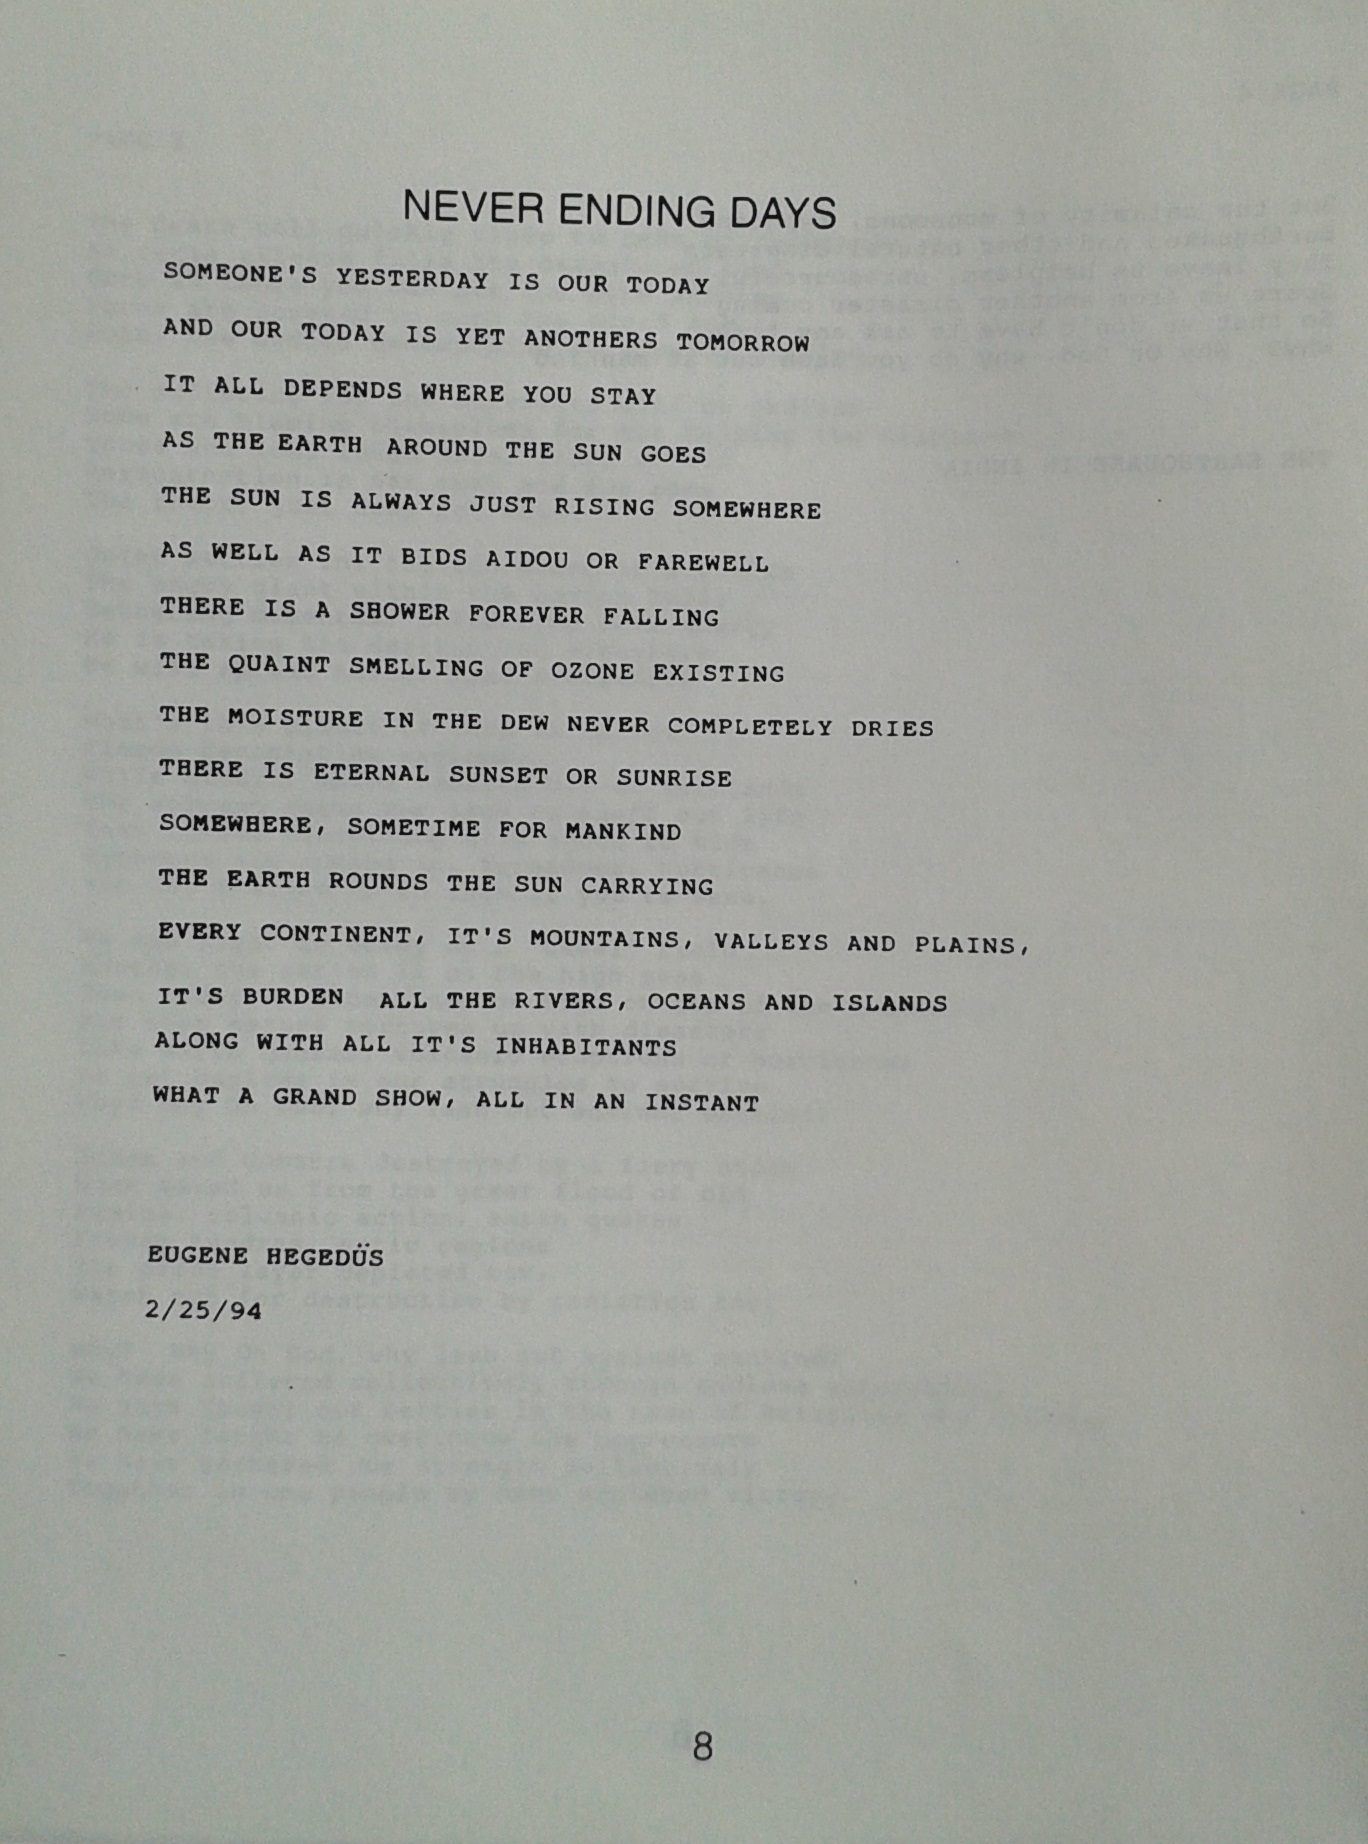 NEVER ENDING DAYS
SOMEONE'S YESTERDAY IS OUR TODAY
AND OUR TODAY IS YET ANOTHERS TOMORROW
IT ALL DEPENDS WHERE YOU STAY
AS THE EARTH AROUND THE SUN GOES
THE SUN IS ALWAYS JUST RISING SOMEWHERE
AS WELL AS IT BIDS AIDOU OR FAREWELL
THERE IS A SHOWER FOREVER FALLING
THE QUAINT SMELLING OF OZONE EXISTING
THE MOISTURE IN THE DEW NEVER COMPLETELY DRIES
THERE IS ETERNAL SUNSET OR SUNRISE
SOMEWHERE, SOMETIME FOR MANKIND
THE EARTH ROUNDS THE SUN CARRYING
EVERY CONTINENT, IT'S MOUNTAINS, VALLEYS AND PLAINS,
IT'S BURDEN ALL THE RIVERS, OCEANS AND ISLANDS
ALONG WITH ALL IT'S INHABITANTS
WHAT A GRAND SHOW, ALL IN AN INSTANT
EUGENE HEGEDÜS
2/25/94
8